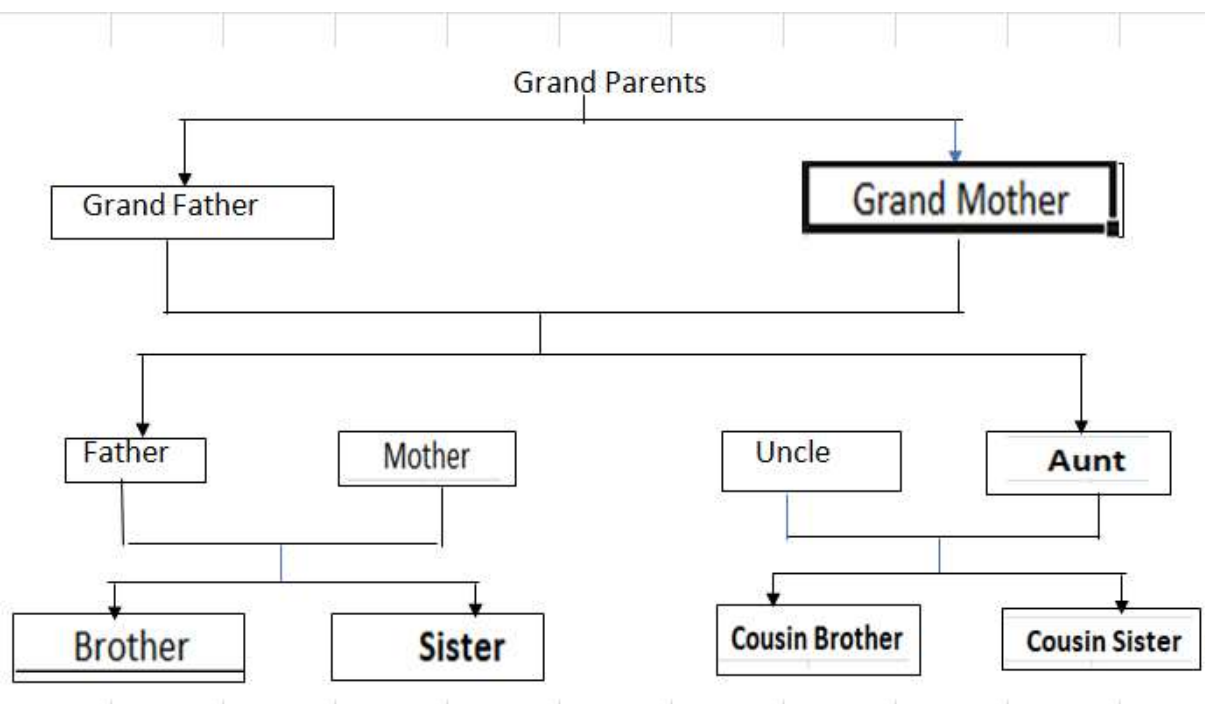 Grand Parents
Grand Father
Grand Mother
Father
Mother
Uncle
Aunt
Brother
Sister
Cousin Brother
Cousin Sister